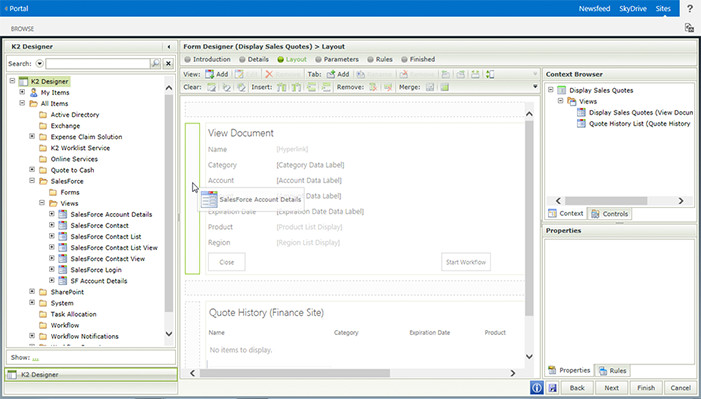 Portal
Newsfeed SkyDrive Sites ?
BROWSE
K2 Designer
Search:
K2 Designer
My Items
All Items
Active Directory
Exchange
Expense Claim Solution
K2 Worklist Service
Online Services
Quote to Cash
SalesForce
Forms
Views
SalesForce Account Details
SalesForce Contact
SalesForce Contact List
SalesForce Contact List View
SalesForce Contact View
SalesForce Login
SF Account Details
SharePoint
System
Task Allocation
Workflow
Workflow Notifications
Show: ...
K2 Designer
Form Designer (Display Sales Quotes) > Layout
Introduction Details Layout Parameters Rules Finished
View: Add Tab: Add
Clear: Insert: Remove: Merge:
View Document
Name [Hyperlink]
Category [Category Data Label]
Account [Account Data Label]
Data Label]
SalesForce Account Details
Expiration Date [Expiration Date Data Label]
Product [Product List Display]
Region [Region List Display]
Close Start Workflow
Quote History (Finance Site)
Name Category Expiration Date Product
No items to display.
Context Browser
Display Sales Quotes
Views
Display Sales Quotes (View Docum
Quote History List (Quote History
Context Controls
Properties
Properties Rules
Back Next Finish Cancel